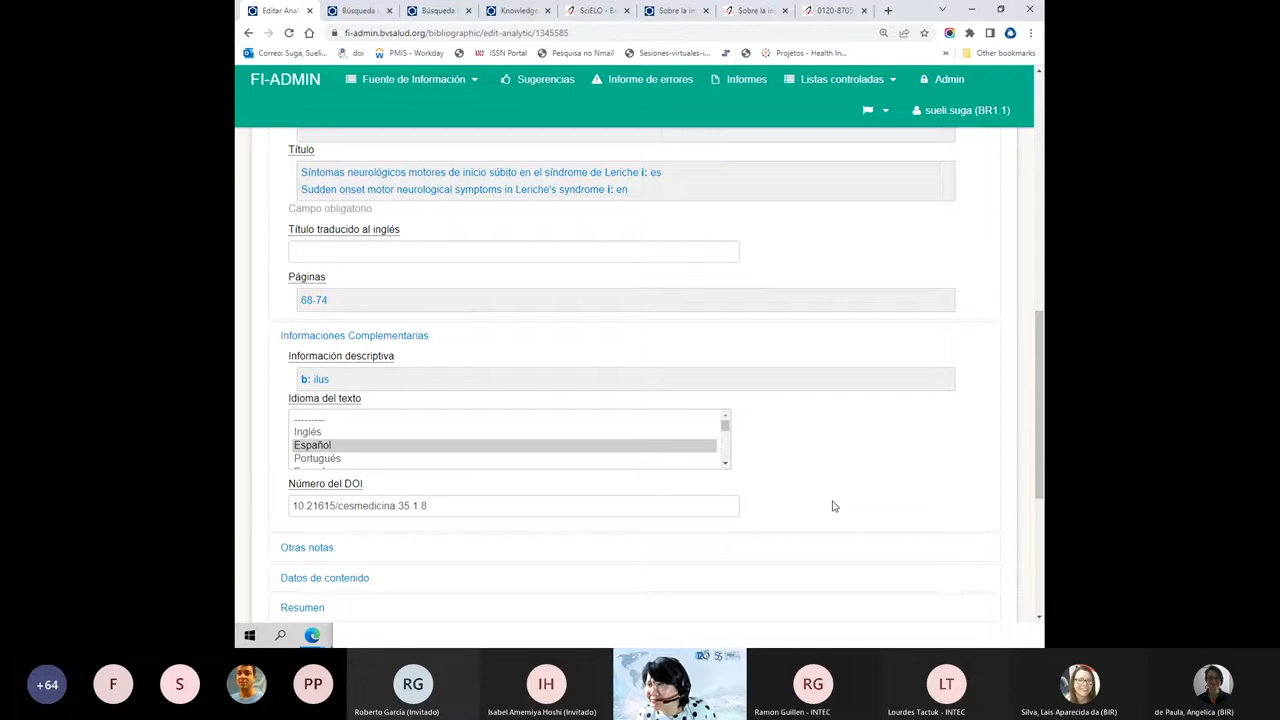 Editar Anal
Búsqueda l
Búsqueda |
Knowledge
SciELO - B
Sobre la im
Sobre la im
0120-8705
fi-admin.bvsalud.org/bibliographic/edit-analytic/1345585
Correo: Suga, Sueli...
doi
PMIS - Workday
ISSN Portal
Pesquisa no Nmail
Sesiones-virtuales-i...
Projetos - Health In...
»
Other bookmarks
FI-ADMIN
Fuente de Información
Sugerencias
Informe de errores
Informes
Listas controladas
Admin
sueli.suga (BR1.1)
Título
Síntomas neurológicos motores de inicio súbito en el síndrome de Leriche i: es
Sudden onset motor neurological symptoms in Leriche's syndrome i: en
Campo obligatorio
Título traducido al inglés
Páginas
68-74
Informaciones Complementarias
Información descriptiva
b: ilus
Idioma del texto
---------
Inglés
Español
Portugués
Número del DOI
10.21615/cesmedicina.35.1.8
Otras notas
Datos de contenido
Resumen
+64
F
S
PP
RG
Roberto García (Invitado)
IH
Isabel Amemiya Hoshi (Invitado)
RG
Ramon Guillen - INTEC
LT
Lourdes Tactuk - INTEC
Silva, Lais Aparecida da (BIR)
de Paula, Angelica (BIR)